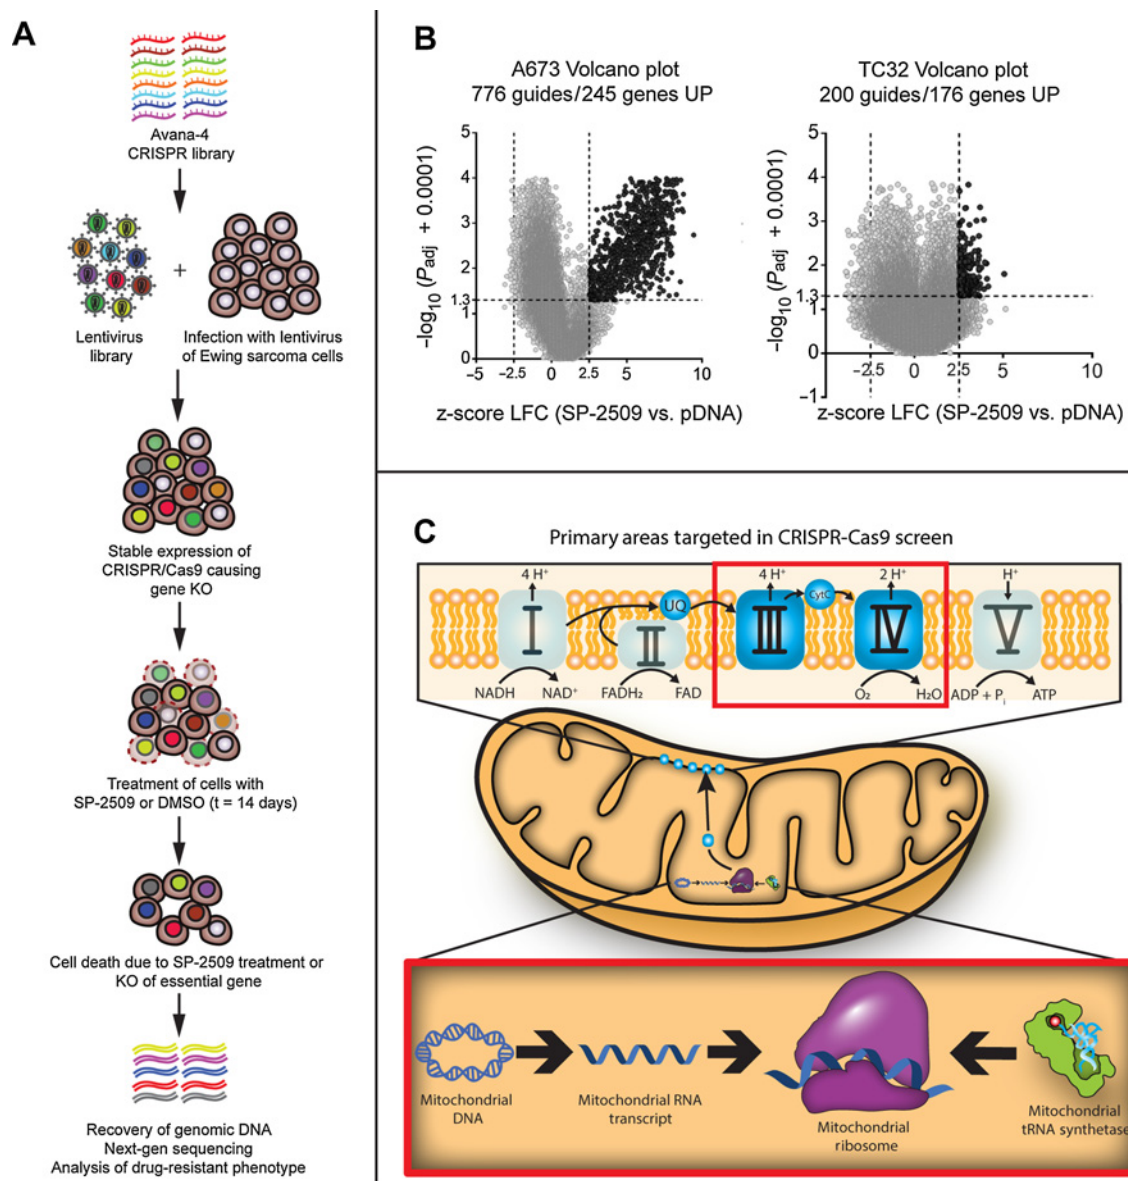 A
Avana-4
CRISPR library
+
Lentivirus
library
Infection with lentivirus
of Ewing sarcoma cells
Stable expression of
CRISPR/Cas9 causing
gene KO
Treatment of cells with
SP-2509 or DMSO (t = 14 days)
Cell death due to SP-2509 treatment or
KO of essential gene
Recovery of genomic DNA
Next-gen sequencing
Analysis of drug-resistant phenotype
B
A673 Volcano plot
776 guides/245 genes UP
-log10 (Padj + 0.0001)
5
4
3
2
1.3
1
0
−5
−2.5
0
2.5
5
10
z-score LFC (SP-2509 vs. pDNA)
TC32 Volcano plot
200 guides/176 genes UP
-log10 (Padj + 0.0001)
5
4
3
2
1.3
1
0
−1
−5
−2.5
0
2.5
5
10
z-score LFC (SP-2509 vs. pDNA)
C
Primary areas targeted in CRISPR-Cas9 screen
4 H⁺
4 H⁺
2 H⁺
H⁺
I
II
UQ
III
CytC
IV
V
NADH
NAD⁺
FADH₂
FAD
O₂
H₂O
ADP + Pi
ATP
Mitochondrial
DNA
Mitochondrial RNA
transcript
Mitochondrial
ribosome
Mitochondrial
tRNA synthetase